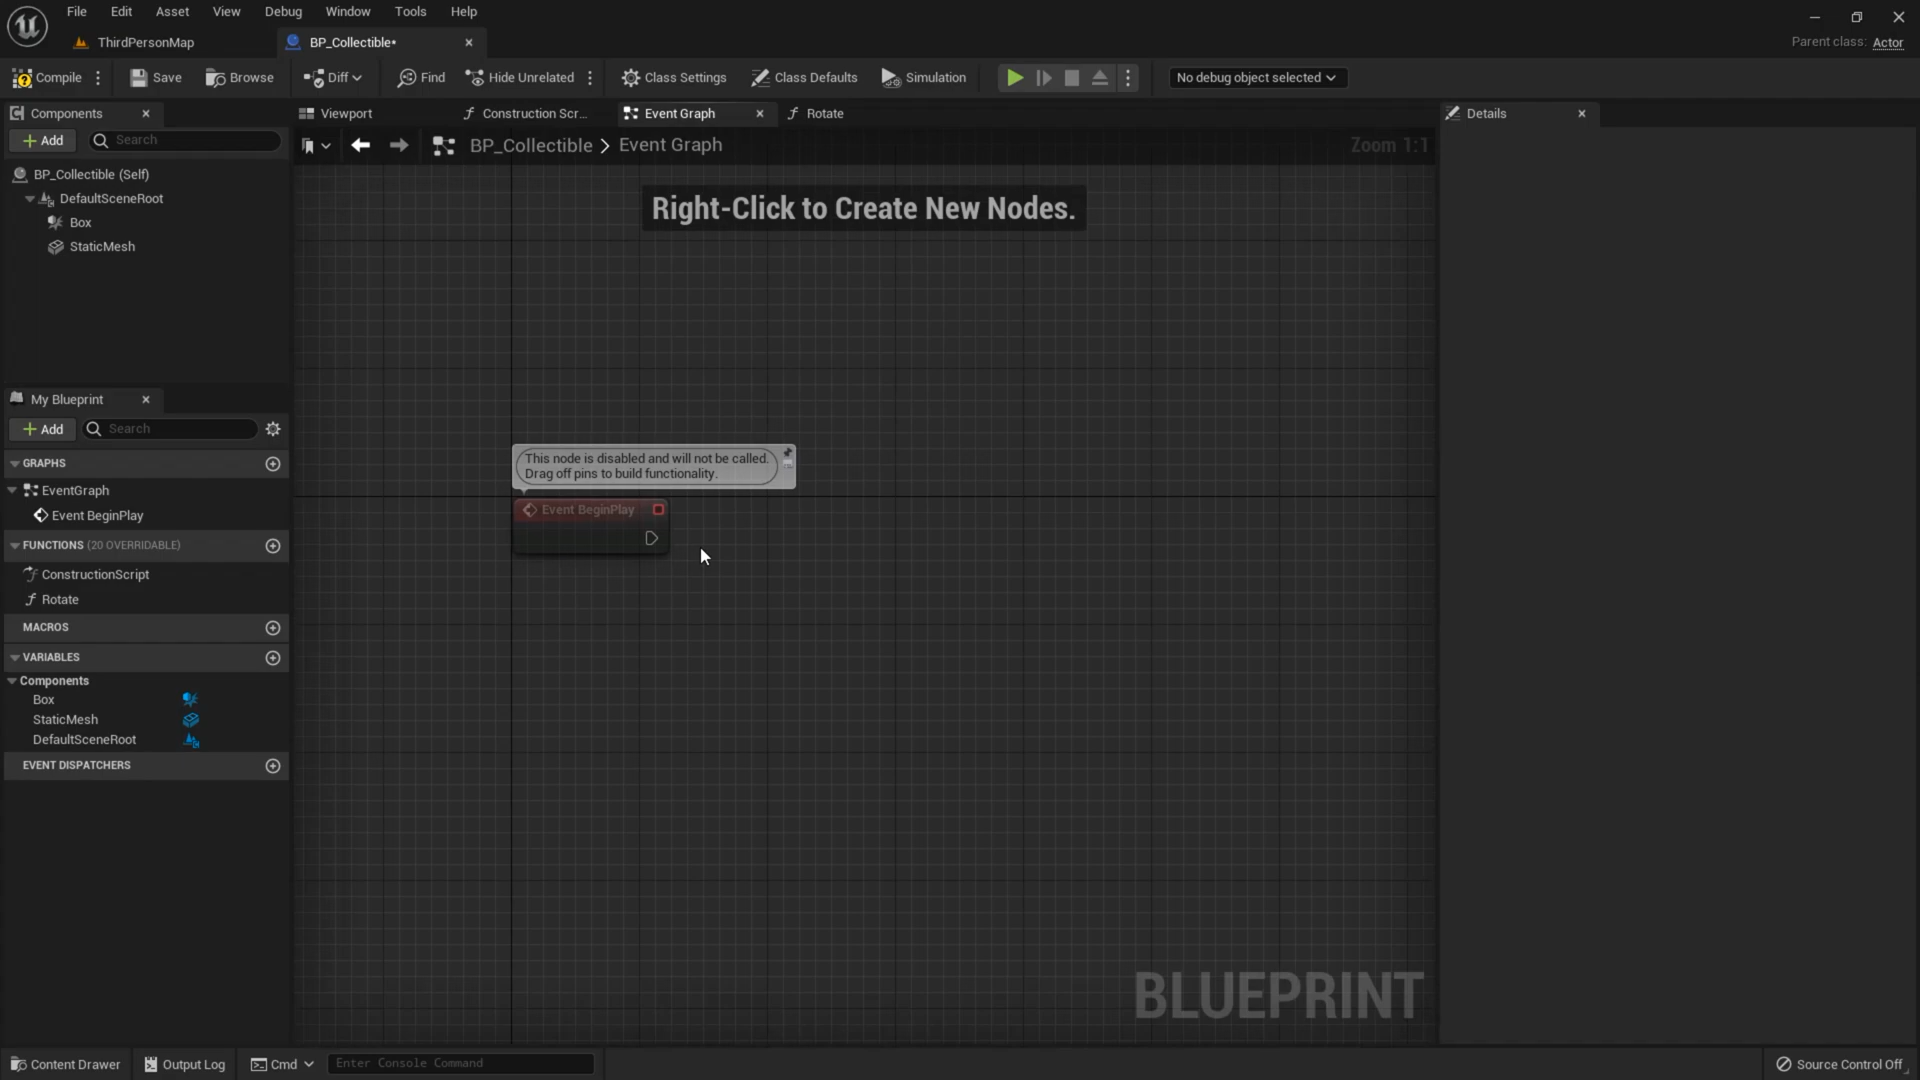 File Edit Asset View Debug Window Tools Help
ThirdPersonMap
BP_Collectible*
Parent class: Actor
Compile
Save
Browse
Diff
Find
Hide Unrelated
Class Settings
Class Defaults
Simulation
No debug object selected
Components
Viewport
Construction Scr...
Event Graph
Rotate
Details
Add
Search
BP_Collectible > Event Graph
Zoom 1:1
BP_Collectible (Self)
DefaultSceneRoot
Box
StaticMesh
Right-Click to Create New Nodes.
My Blueprint
Add
Search
GRAPHS
EventGraph
Event BeginPlay
FUNCTIONS (20 OVERRIDABLE)
ConstructionScript
Rotate
MACROS
VARIABLES
Components
Box
StaticMesh
DefaultSceneRoot
EVENT DISPATCHERS
This node is disabled and will not be called.
Drag off pins to build functionality.
Event BeginPlay
BLUEPRINT
Content Drawer
Output Log
Cmd
Enter Console Command
Source Control Off